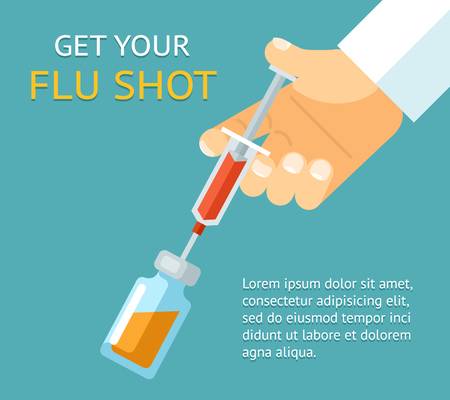 GET YOUR
FLU SHOT
Lorem ipsum dolor sit amet,
consectetur adipisicing elit,
sed do eiusmod tempor inci
didunt ut labore et dolorem
agna aliqua.